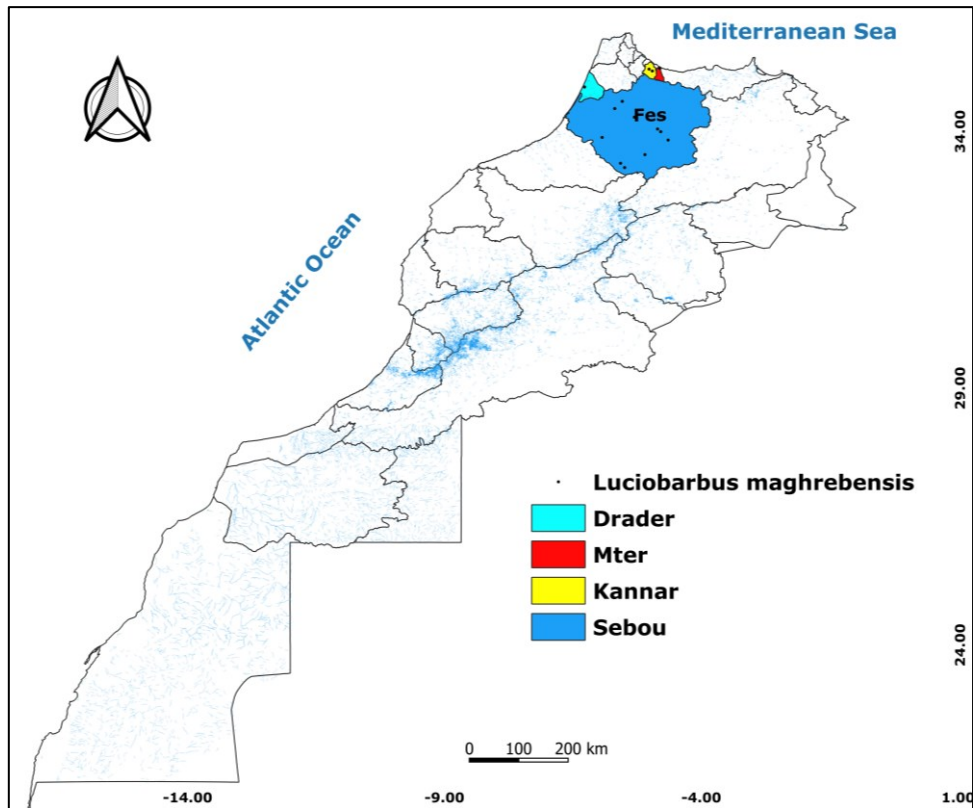 Mediterranean Sea
34.00
Fes
Atlantic Ocean
29.00
Luciobarbus maghrebensis
Drader
Mter
Kannar
Sebou
24.00
0 100 200 km
-14.00 -9.00 -4.00 1.00